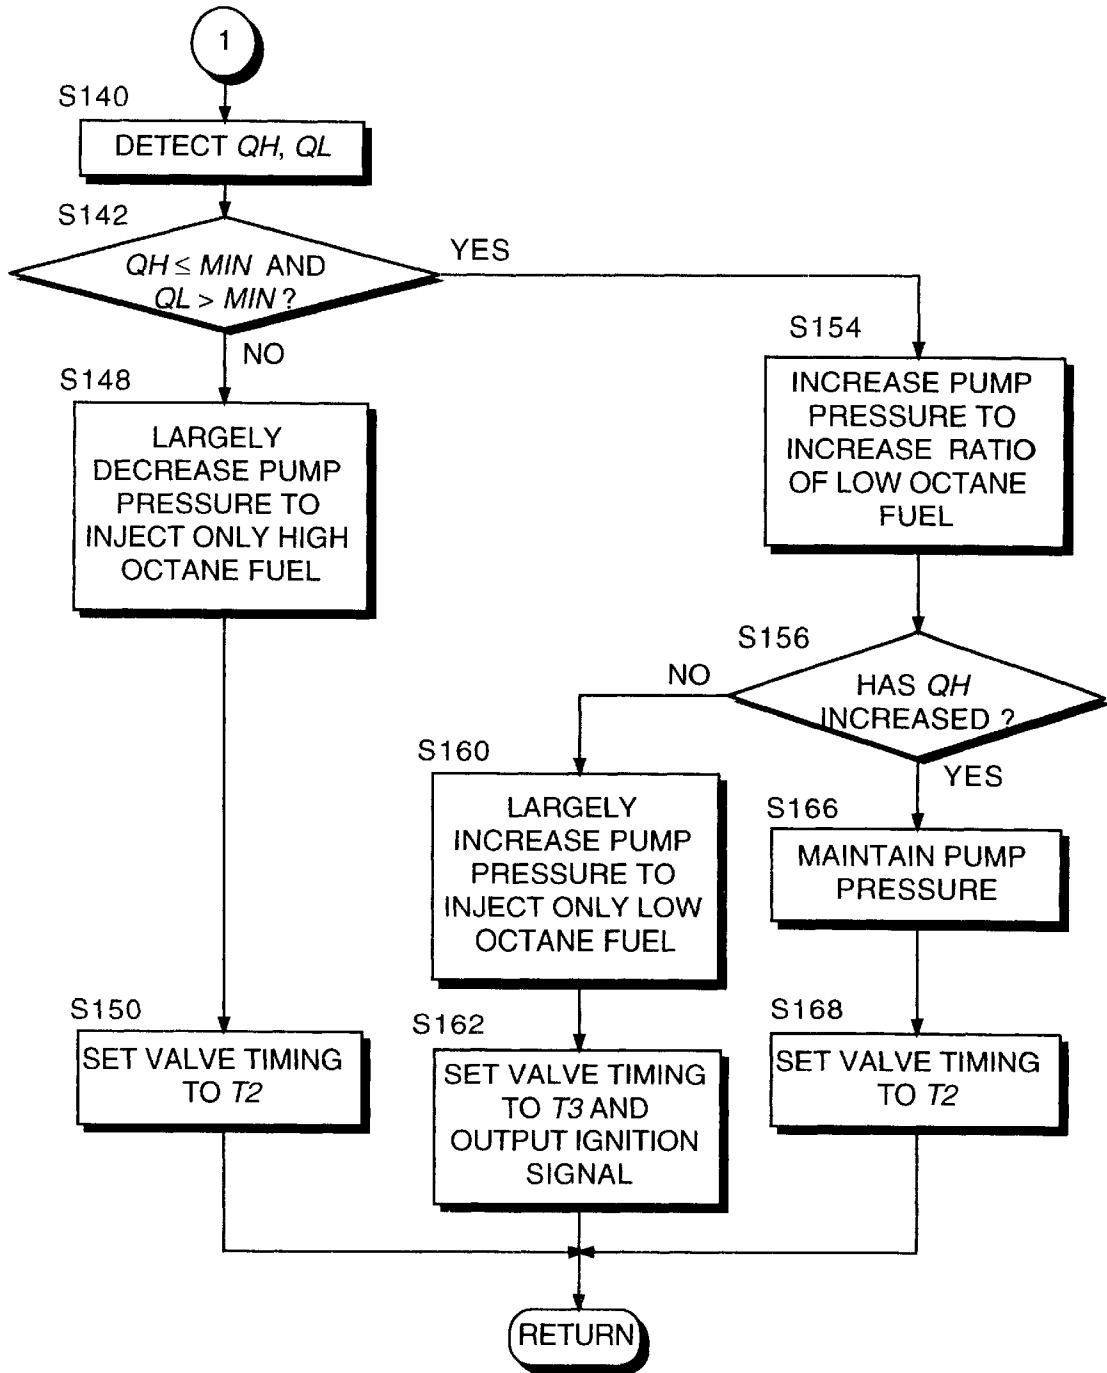 1
S140
DETECT QH, QL
S142
QH ≤ MIN AND
QL > MIN ?
YES
NO
S148
LARGELY
DECREASE PUMP
PRESSURE TO
INJECT ONLY HIGH
OCTANE FUEL
S154
INCREASE PUMP
PRESSURE TO
INCREASE RATIO
OF LOW OCTANE
FUEL
S156
HAS QH
INCREASED ?
NO
YES
S160
LARGELY
INCREASE PUMP
PRESSURE TO
INJECT ONLY LOW
OCTANE FUEL
S166
MAINTAIN PUMP
PRESSURE
S150
SET VALVE TIMING
TO T2
S162
SET VALVE TIMING
TO T3 AND
OUTPUT IGNITION
SIGNAL
S168
SET VALVE TIMING
TO T2
RETURN